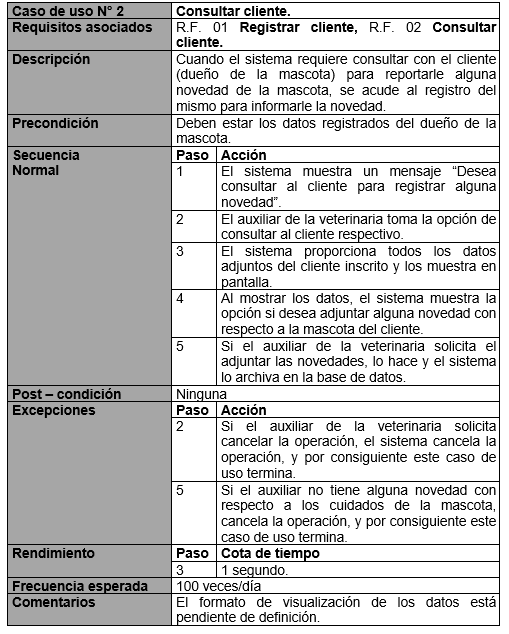 Caso de uso N° 2 Consultar cliente.
Requisitos asociados R.F. 01 Registrar cliente, R.F. 02 Consultar
cliente.
Descripción Cuando el sistema requiere consultar con el cliente
(dueño de la mascota) para reportarle alguna
novedad de la mascota, se acude al registro del
mismo para informarle la novedad.
Precondición Deben estar los datos registrados del dueño de la
mascota.
Secuencia Paso Acción
Normal 1 El sistema muestra un mensaje “Desea
consultar al cliente para registrar alguna
novedad”.
2 El auxiliar de la veterinaria toma la opción de
consultar al cliente respectivo.
3 El sistema proporciona todos los datos
adjuntos del cliente inscrito y los muestra en
pantalla.
4 Al mostrar los datos, el sistema muestra la
opción si desea adjuntar alguna novedad con
respecto a la mascota del cliente.
5 Si el auxiliar de la veterinaria solicita el
adjuntar las novedades, lo hace y el sistema
lo archiva en la base de datos.
Post – condición Ninguna
Excepciones Paso Acción
2 Si el auxiliar de la veterinaria solicita
cancelar la operación, el sistema cancela la
operación, y por consiguiente este caso de
uso termina.
5 Si el auxiliar no tiene alguna novedad con
respecto a los cuidados de la mascota,
cancela la operación, y por consiguiente este
caso de uso termina.
Rendimiento Paso Cota de tiempo
3 1 segundo.
Frecuencia esperada 100 veces/día
Comentarios El formato de visualización de los datos está
pendiente de definición.